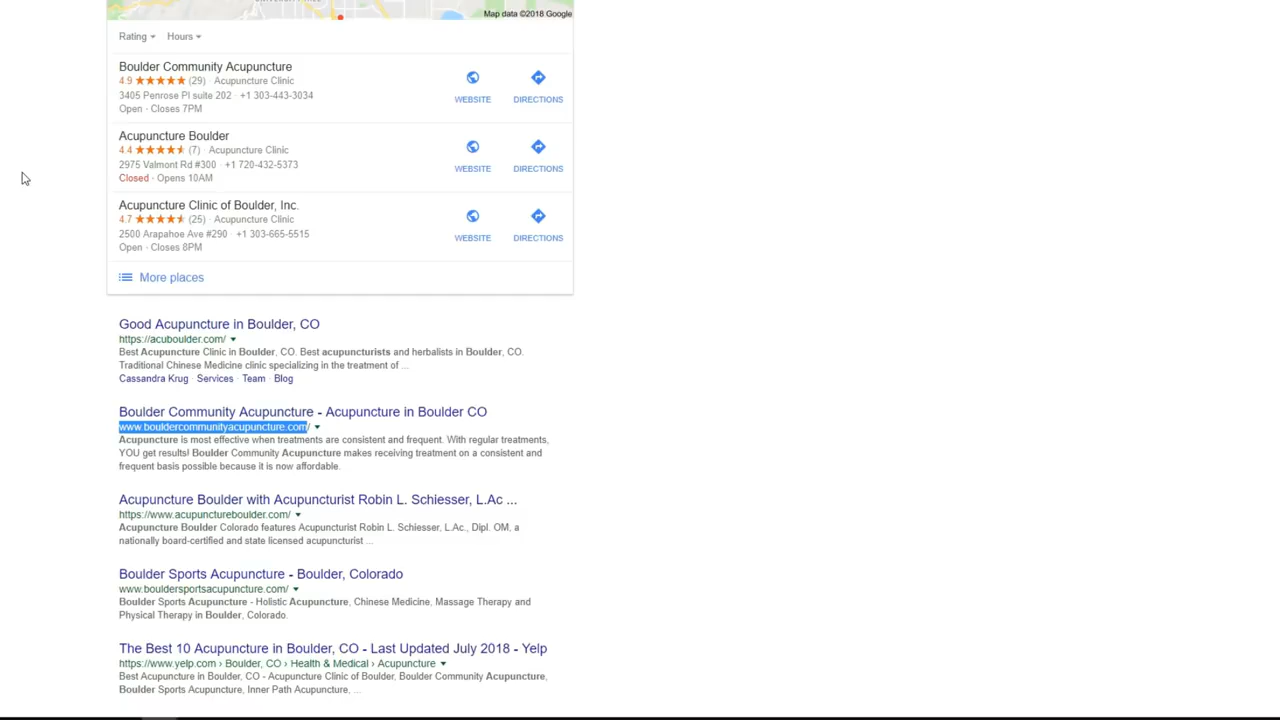 Map data ©2018 Google
Rating Hours
Boulder Community Acupuncture
4.9 ★★★★★ (29) · Acupuncture Clinic
3405 Penrose Pl suite 202 · +1 303-443-3034
Open · Closes 7PM
WEBSITE DIRECTIONS
Acupuncture Boulder
4.4 ★★★★★ (7) · Acupuncture Clinic
2975 Valmont Rd #300 · +1 720-432-5373
Closed · Opens 10AM
WEBSITE DIRECTIONS
Acupuncture Clinic of Boulder, Inc.
4.7 ★★★★★ (25) · Acupuncture Clinic
2500 Arapahoe Ave #290 · +1 303-665-5515
Open · Closes 8PM
WEBSITE DIRECTIONS
More places
Good Acupuncture in Boulder, CO
https://acuboulder.com/
Best Acupuncture Clinic in Boulder, CO. Best acupuncturists and herbalists in Boulder, CO.
Traditional Chinese Medicine clinic specializing in the treatment of ...
Cassandra Krug · Services · Team · Blog
Boulder Community Acupuncture - Acupuncture in Boulder CO
www.bouldercommunityacupuncture.com/
Acupuncture is most effective when treatments are consistent and frequent. With regular treatments,
YOU get results! Boulder Community Acupuncture makes receiving treatment on a consistent and
frequent basis possible because it is now affordable.
Acupuncture Boulder with Acupuncturist Robin L. Schiesser, L.Ac ...
https://www.acupunctureboulder.com/
Acupuncture Boulder Colorado features Acupuncturist Robin L. Schiesser, L.Ac., Dipl. OM, a
nationally board-certified and state licensed acupuncturist ...
Boulder Sports Acupuncture - Boulder, Colorado
www.bouldersportsacupuncture.com/
Boulder Sports Acupuncture - Holistic Acupuncture, Chinese Medicine, Massage Therapy and
Physical Therapy in Boulder, Colorado.
The Best 10 Acupuncture in Boulder, CO - Last Updated July 2018 - Yelp
https://www.yelp.com › Boulder, CO › Health & Medical › Acupuncture
Best Acupuncture in Boulder, CO - Acupuncture Clinic of Boulder, Boulder Community Acupuncture,
Boulder Sports Acupuncture, Inner Path Acupuncture, ...